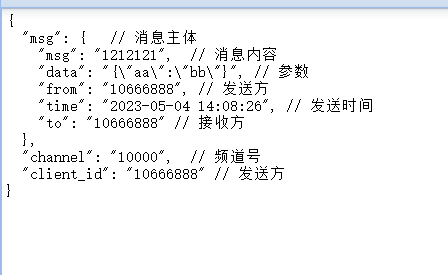 {
  "msg": {   // 消息主体
    "msg": "1212121",  // 消息内容
    "data": "{\"aa\":\"bb\"}", // 参数
    "from": "10666888", // 发送方
    "time": "2023-05-04 14:08:26", // 发送时间
    "to": "10666888" // 接收方
  },
  "channel": "10000",  // 频道号
  "client_id": "10666888" // 发送方
}